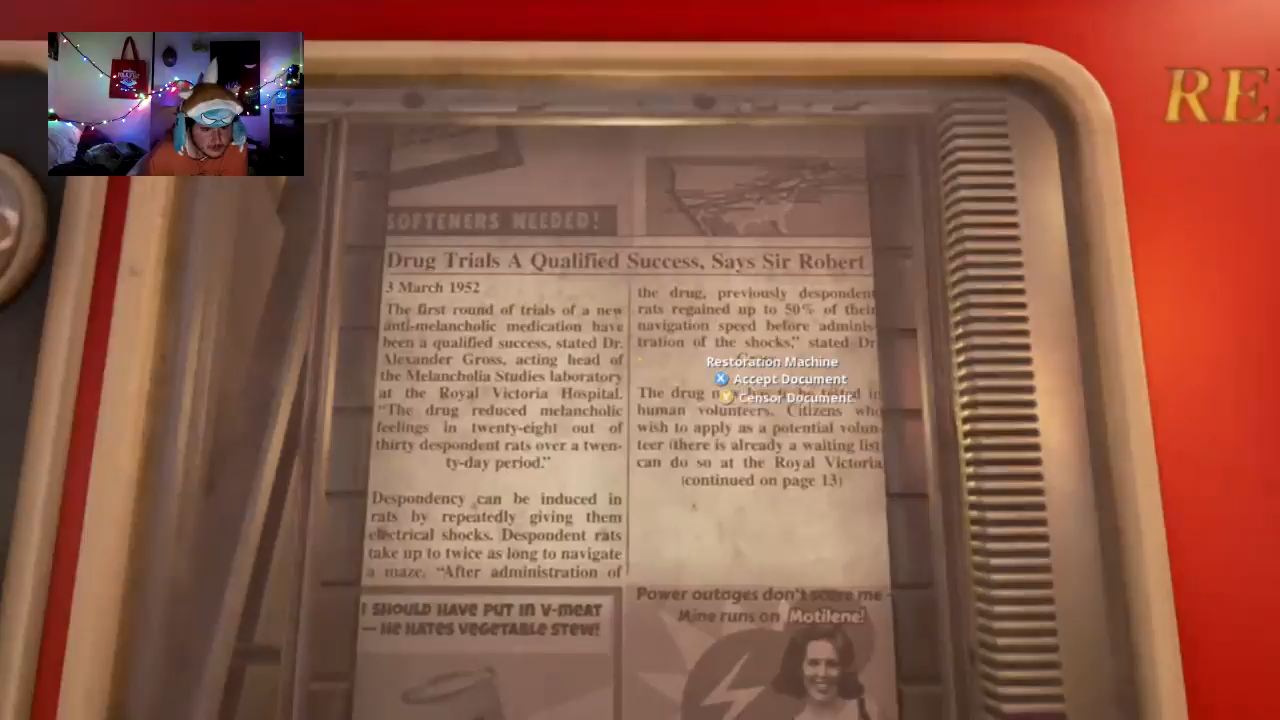 RE
SOFTENERS NEEDED!
Drug Trials A Qualified Success, Says Sir Robert
3 March 1952
The first round of trials of a new
anti-melancholic medication have
been a qualified success, stated Dr.
Alexander Gross, acting head of
the Melancholia Studies laboratory
at the Royal Victoria Hospital.
"The drug reduced melancholic
feelings in twenty-eight out of
thirty despondent rats over a twen-
ty-day period."
Despondency can be induced in
rats by repeatedly giving them
electrical shocks. Despondent rats
take up to twice as long to navigate
a maze. "After administration of
the drug, previously despondent
rats regained up to 50% of their
navigation speed before adminis-
tration of the shocks," stated Dr
Restoration Machine
Accept Document
Censor Document
The drug
human volunteers. Citizens who
wish to apply as a potential volun-
teer (there is already a waiting list
can do so at the Royal Victoria
(continued on page 13)
I SHOULD HAVE PUT IN V-MEAT
— HE HATES VEGETABLE STEW!
Power outages don't scare me -
Mine runs on Motilene!